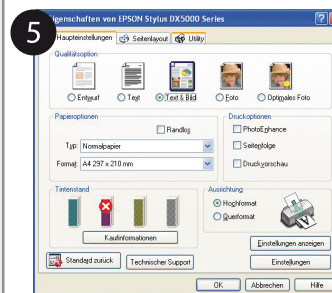 5
Eigenschaften von EPSON Stylus DX5000 Series
Haupteinstellungen Seitenlayout Utility
Qualitätsoption
Entwurf Text Text & Bild Foto Optimales Foto
Papieroptionen Druckoptionen
Randlos PhotoEnhance
Typ: Normalpapier Seitenfolge
Format: A4 297 x 210 mm Druckvorschau
Tintenstand Ausrichtung
Hochformat
Querformat
Kaufinformationen
Einstellungen anzeigen
Standard zurück Technischer Support Einstellungen
OK Abbrechen Hilfe